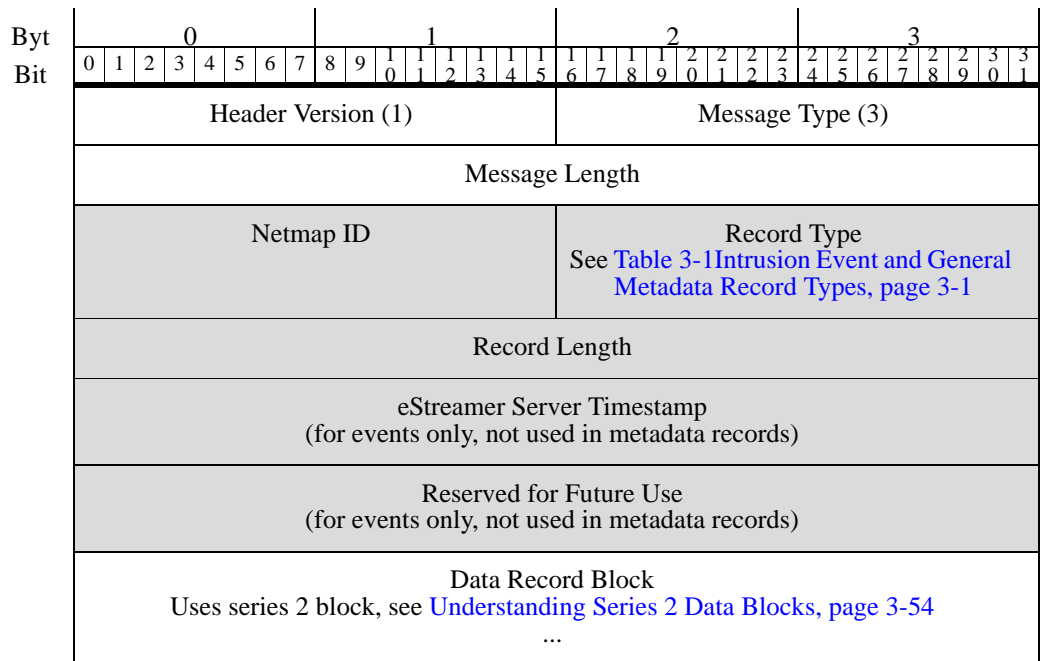 Byt 0 1 2 3
Bit 0 1 2 3 4 5 6 7 8 9 10 11 12 13 14 15 16 17 18 19 20 21 22 23 24 25 26 27 28 29 30 31
Header Version (1) Message Type (3)
Message Length
Netmap ID Record Type
See Table 3-1Intrusion Event and General
Metadata Record Types, page 3-1
Record Length
eStreamer Server Timestamp
(for events only, not used in metadata records)
Reserved for Future Use
(for events only, not used in metadata records)
Data Record Block
Uses series 2 block, see Understanding Series 2 Data Blocks, page 3-54
...